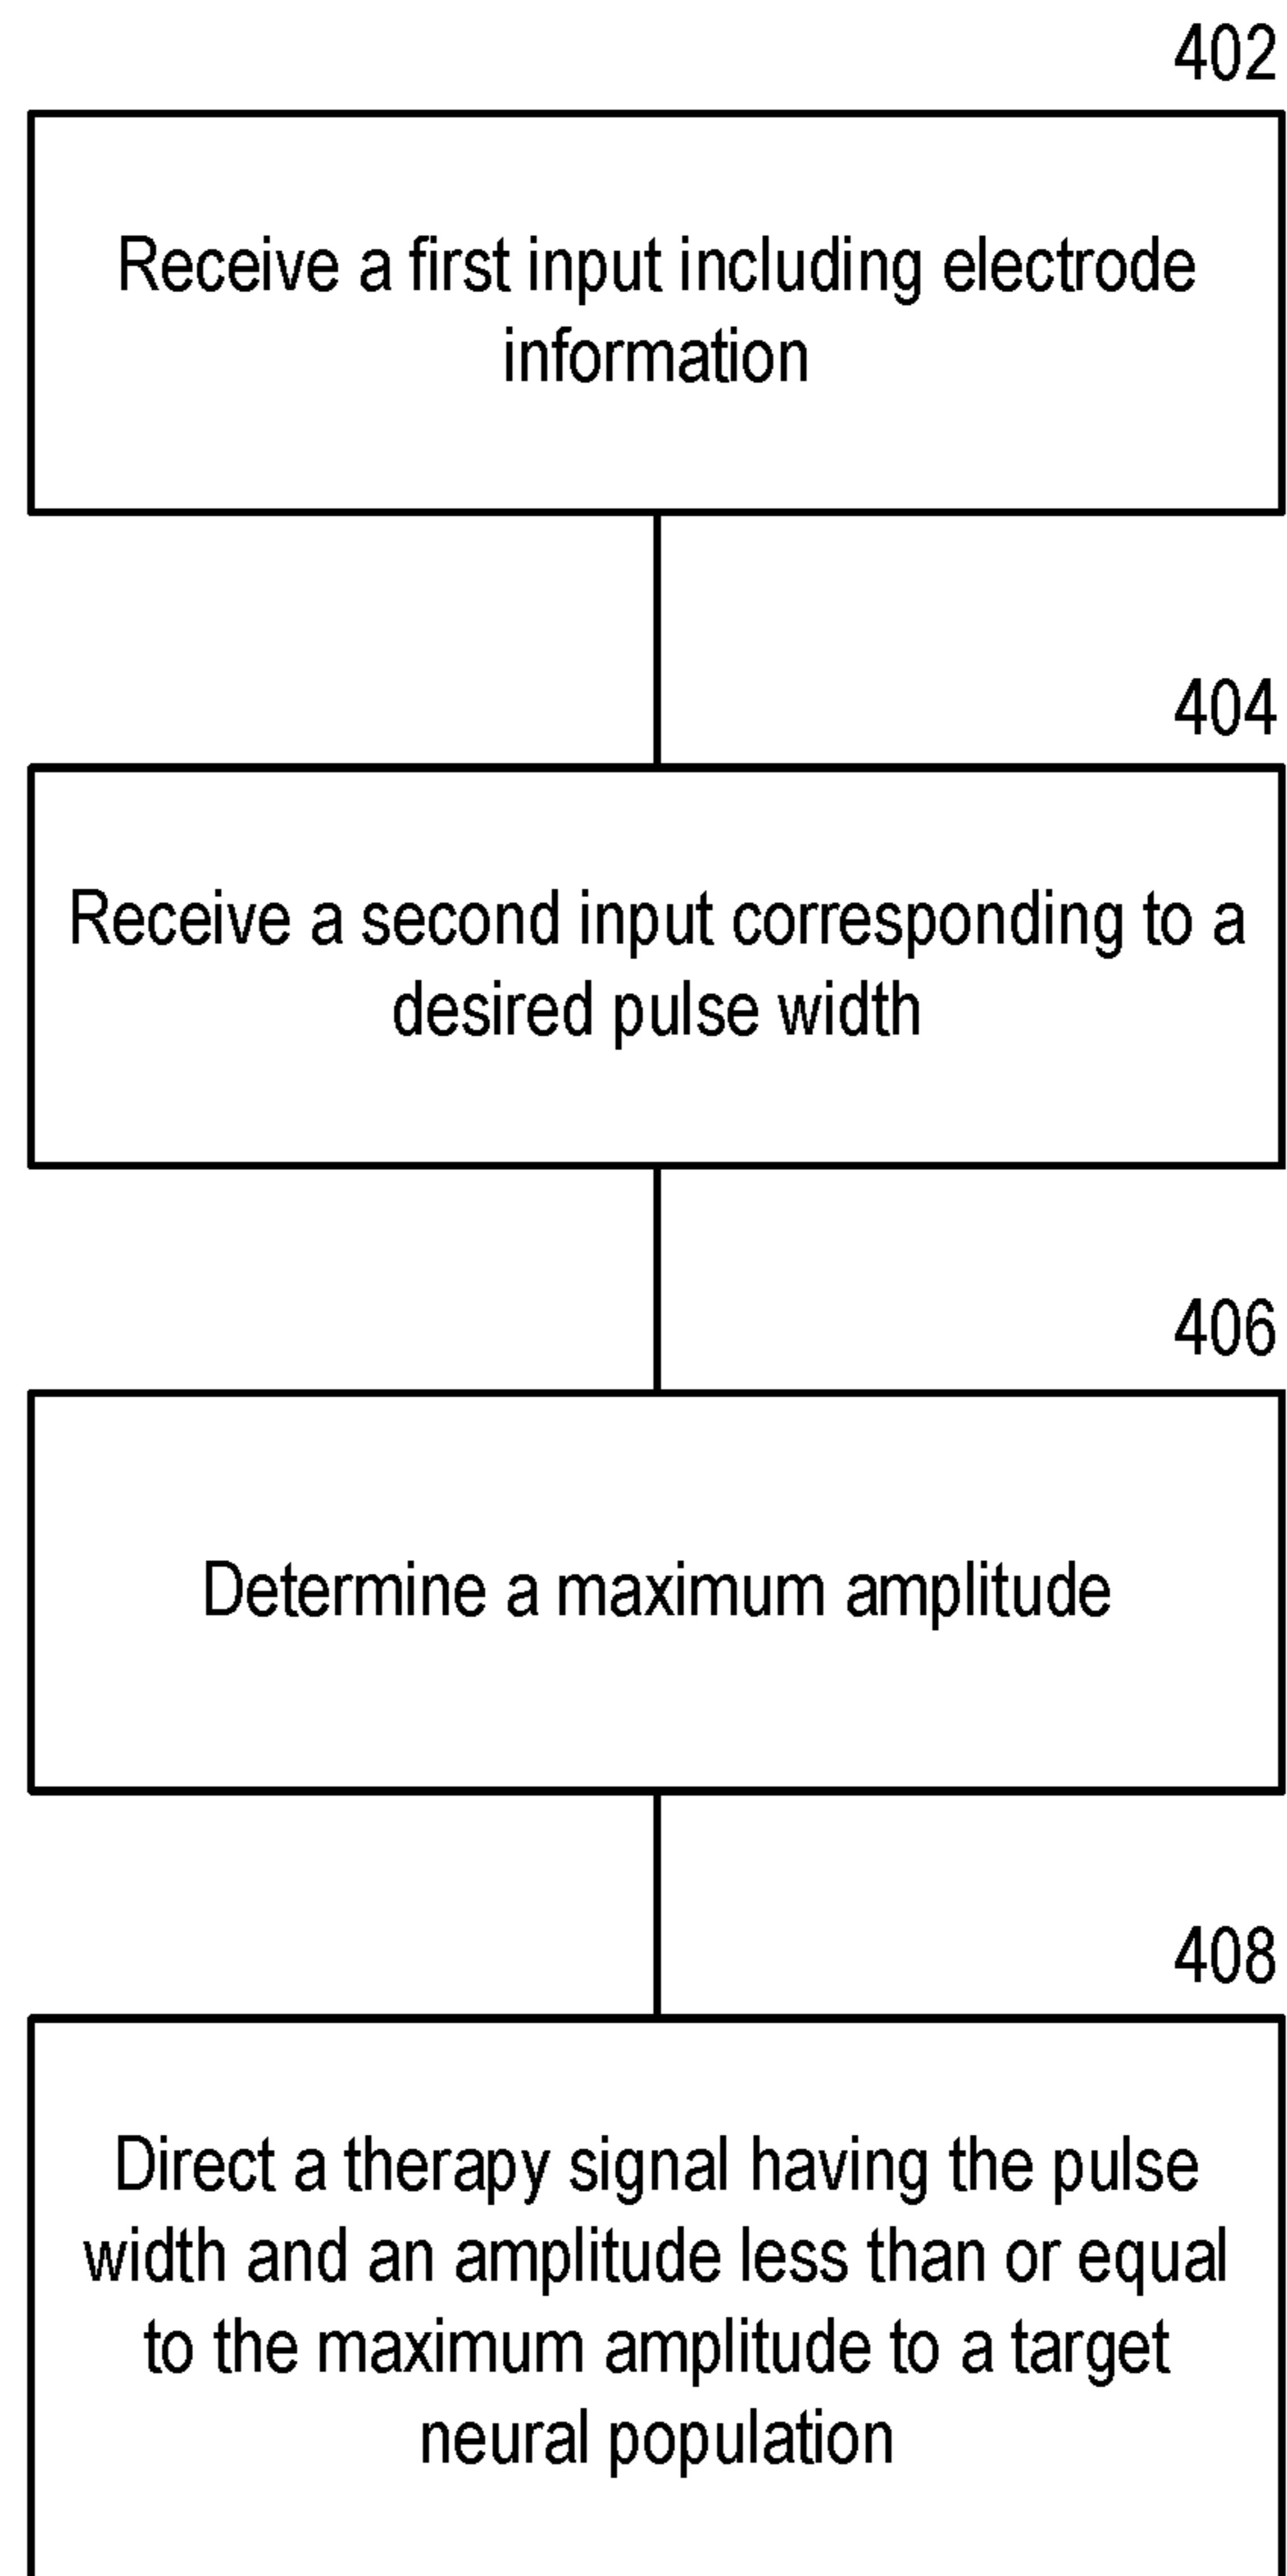 402
Receive a first input including electrode
information
404
Receive a second input corresponding to a
desired pulse width
406
Determine a maximum amplitude
408
Direct a therapy signal having the pulse
width and an amplitude less than or equal
to the maximum amplitude to a target
neural population